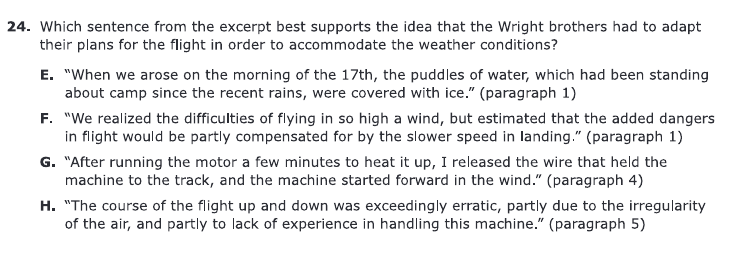 24. Which sentence from the excerpt best supports the idea that the Wright brothers had to adapt
their plans for the flight in order to accommodate the weather conditions?
E. “When we arose on the morning of the 17th, the puddles of water, which had been standing
about camp since the recent rains, were covered with ice.” (paragraph 1)
F. “We realized the difficulties of flying in so high a wind, but estimated that the added dangers
in flight would be partly compensated for by the slower speed in landing.” (paragraph 1)
G. “After running the motor a few minutes to heat it up, I released the wire that held the
machine to the track, and the machine started forward in the wind.” (paragraph 4)
H. “The course of the flight up and down was exceedingly erratic, partly due to the irregularity
of the air, and partly to lack of experience in handling this machine.” (paragraph 5)